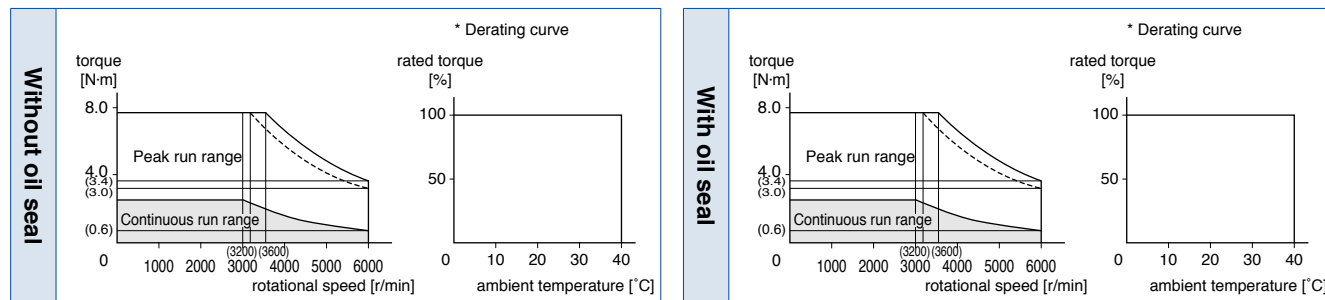 Without oil seal
* Derating curve
torque
[N·m]
8.0
Peak run range
4.0
(3.4)
(3.0)
Continuous run range
(0.6)
0
(3200)
(3600)
1000 2000 3000 4000 5000 6000
rotational speed [r/min]
rated torque
[%]
100
50
0 10 20 30 40
ambient temperature [˚C]
With oil seal
* Derating curve
torque
[N·m]
8.0
Peak run range
4.0
(3.4)
(3.0)
Continuous run range
(0.6)
0
(3200)
(3600)
1000 2000 3000 4000 5000 6000
rotational speed [r/min]
rated torque
[%]
100
50
0 10 20 30 40
ambient temperature [˚C]